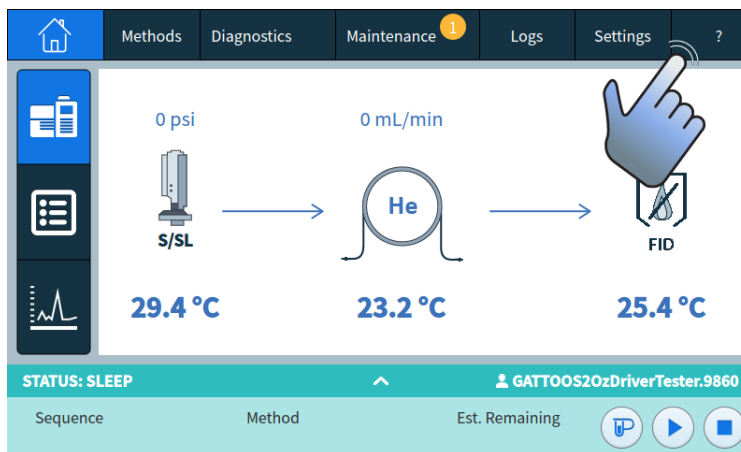 Methods Diagnostics Maintenance 1 Logs Settings ?
0 psi 0 mL/min
He
S/SL
FID
29.4 °C 23.2 °C 25.4 °C
STATUS: SLEEP GATTOOS2OzDriverTester.9860
Sequence Method Est. Remaining